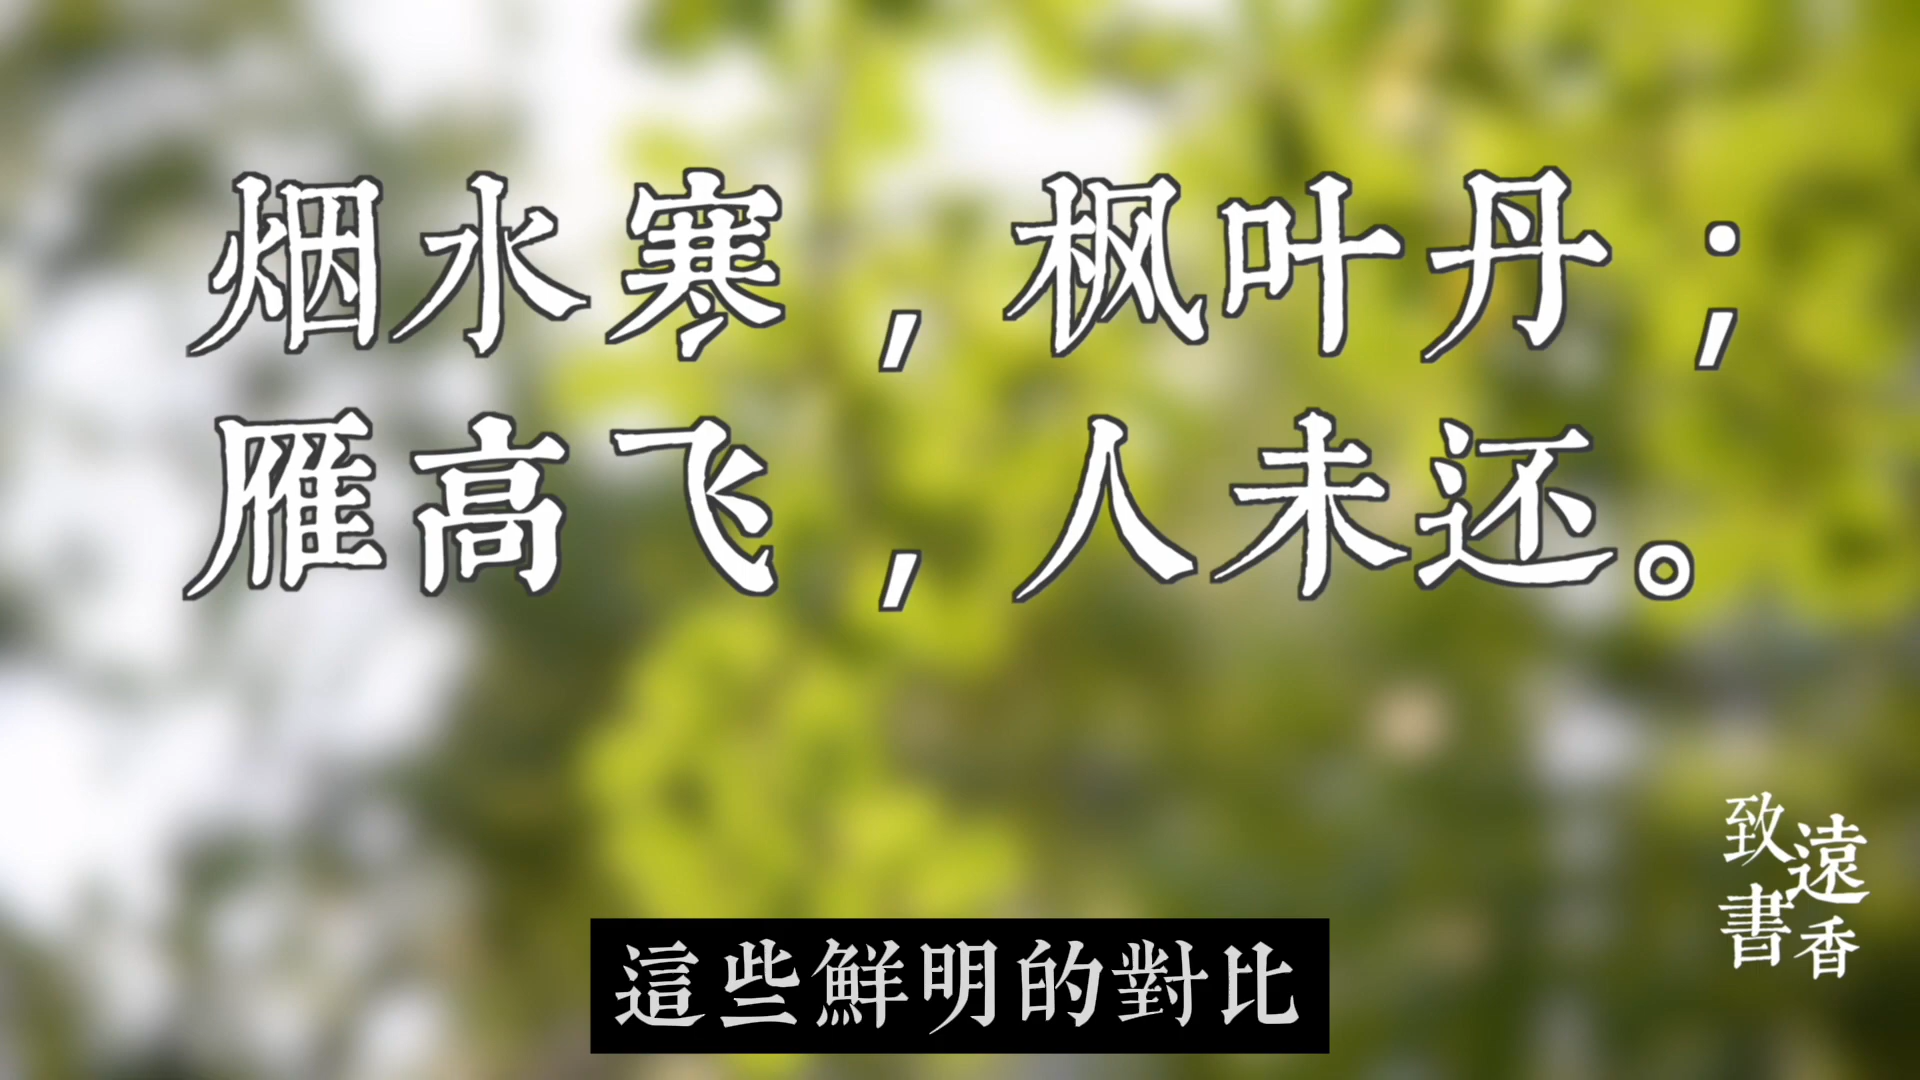 烟水寒，枫叶丹；
雁高飞，人未还。
致遠
書香
這些鮮明的對比